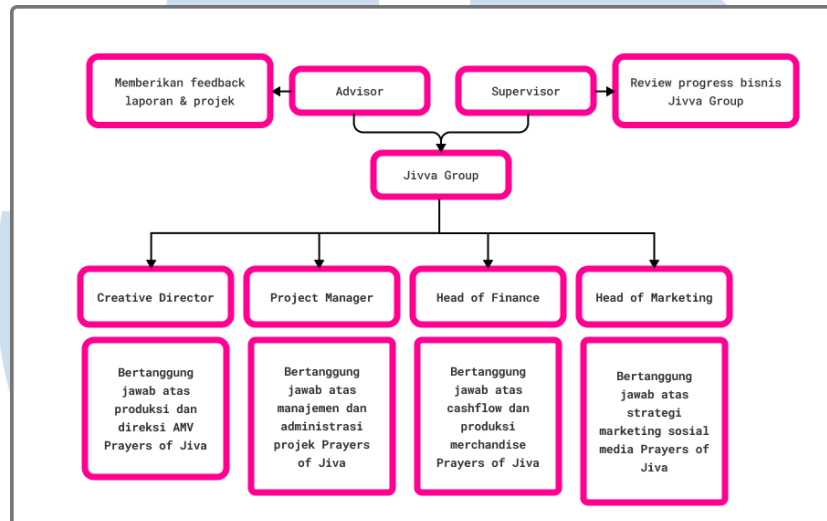 Memberikan feedback
laporan & projek
Advisor
Supervisor
Review progress bisnis
Jivva Group
Jivva Group
Creative Director
Project Manager
Head of Finance
Head of Marketing
Bertanggung
jawab atas
produksi dan
direksi AMV
Prayers of Jiva
Bertanggung
jawab atas
manajemen dan
administrasi
projek Prayers
of Jiva
Bertanggung
jawab atas
cashflow dan
produksi
merchandise
Prayers of Jiva
Bertanggung
jawab atas
strategi
marketing sosial
media Prayers of
Jiva